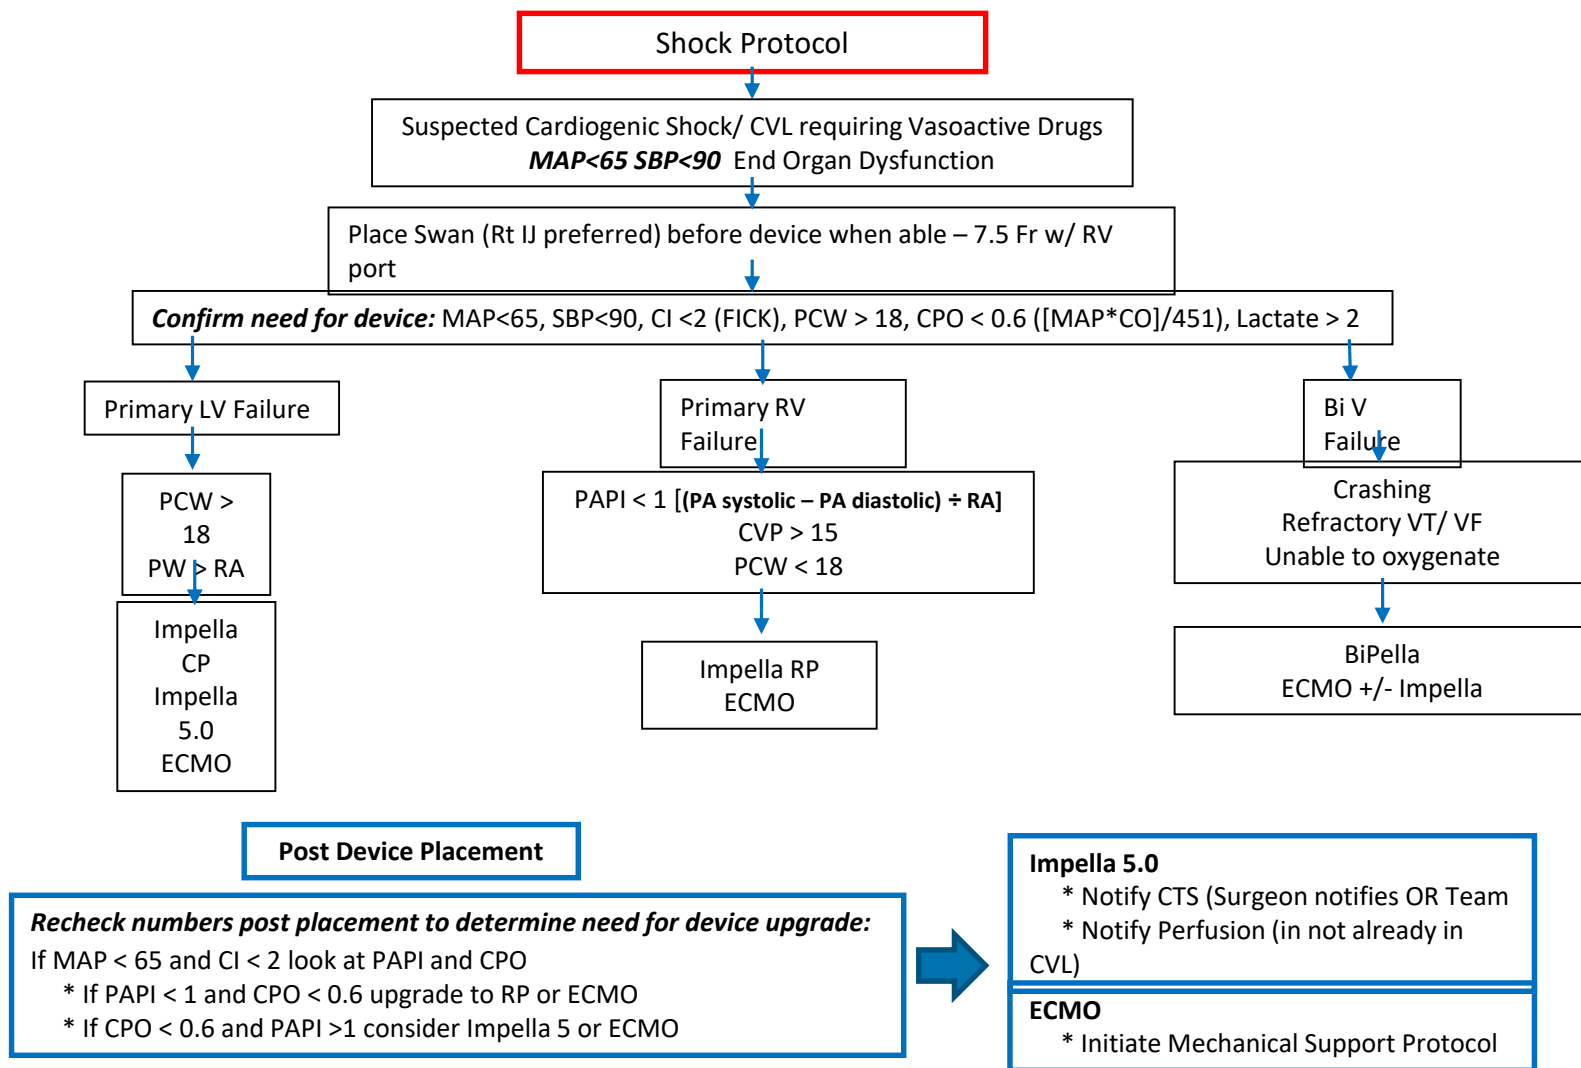 Shock Protocol
Suspected Cardiogenic Shock/ CVL requiring Vasoactive Drugs
MAP<65 SBP<90 End Organ Dysfunction
Place Swan (Rt IJ preferred) before device when able – 7.5 Fr w/ RV
port
Confirm need for device: MAP<65, SBP<90, CI <2 (FICK), PCW > 18, CPO < 0.6 ([MAP*CO]/451), Lactate > 2
Primary LV Failure
PCW >
18
PW > RA
Impella
CP
Impella
5.0
ECMO
Primary RV
Failure
PAPI < 1 [(PA systolic – PA diastolic) ÷ RA]
CVP > 15
PCW < 18
Impella RP
ECMO
Bi V
Failure
Crashing
Refractory VT/ VF
Unable to oxygenate
BiPella
ECMO +/- Impella
Post Device Placement
Recheck numbers post placement to determine need for device upgrade:
If MAP < 65 and CI < 2 look at PAPI and CPO
* If PAPI < 1 and CPO < 0.6 upgrade to RP or ECMO
* If CPO < 0.6 and PAPI >1 consider Impella 5 or ECMO
Impella 5.0
* Notify CTS (Surgeon notifies OR Team
* Notify Perfusion (in not already in
CVL)
ECMO
* Initiate Mechanical Support Protocol